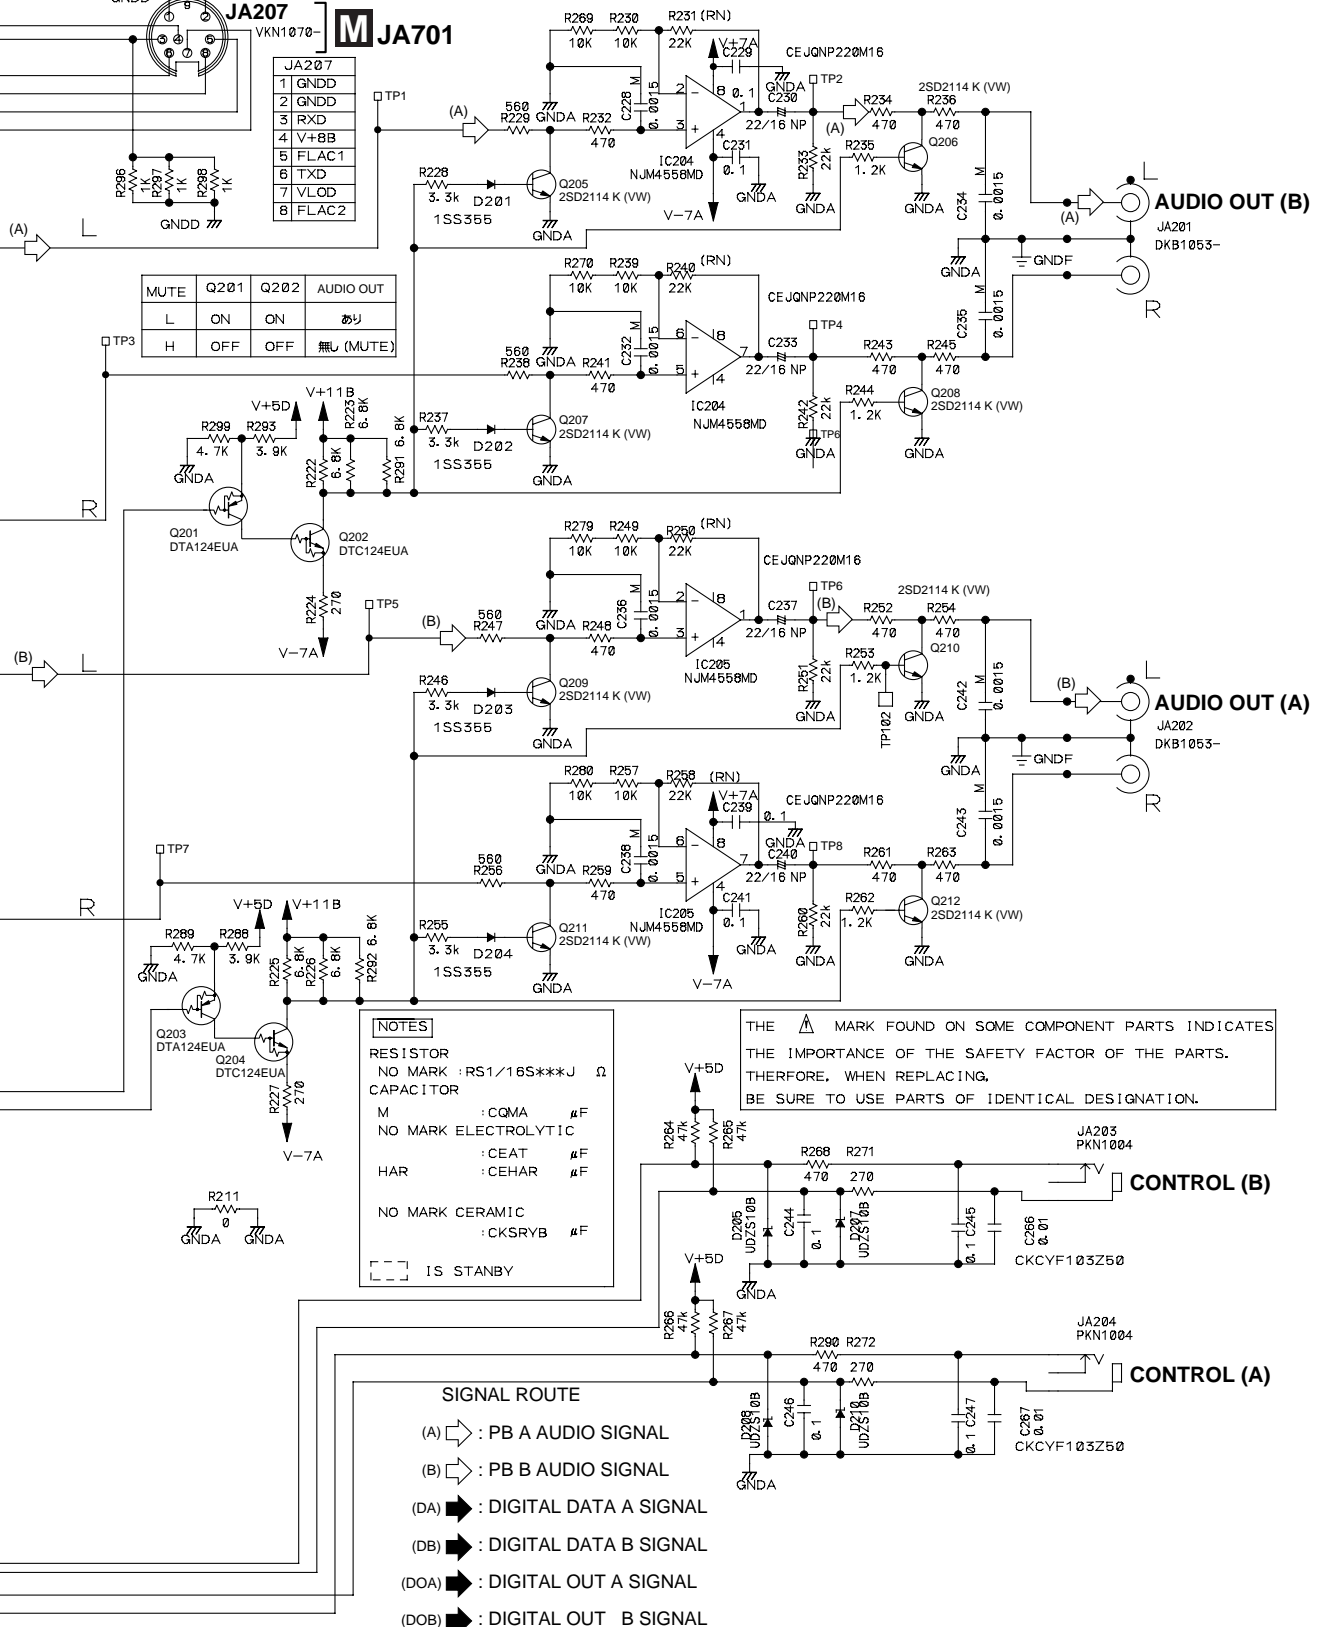 GNDD
JA207
VKN1070-
M JA701
JA207
1 GNDD
2 GNDD
3 RXD
4 V+8B
5 FLAC1
6 TXD
7 VLOD
8 FLAC2
R296 1K
R297 1K
R298 1K
GNDD
(A) L
TP1
(A)
560
R229
R269 10K
R230 10K
R231 (RN)
22K
V+7A
C229
0.1
GNDA
CEJQNP220M16
GNDA
R232
470
C228 M
0.0015
2 -
3 +
8
1
4
IC204
NJM4558MD
C231
0.1
GNDA
V-7A
C230
22/16 NP
TP2
(A)
R233 22k
GNDA
R234
470
2SD2114 K (VW)
R236
470
R235
1.2K
Q206
GNDA
C234 M
0.0015
(A)
L
AUDIO OUT (B)
JA201
DKB1053-
GNDA
GNDF
R
R228
3.3k
D201
1SS355
Q205
2SD2114 K (VW)
GNDA
MUTE Q201 Q202 AUDIO OUT
L ON ON あり
H OFF OFF 無し (MUTE)
TP3
R270 10K
R239 10K
R240 (RN)
22K
CEJQNP220M16
GNDA
560
R238
R241
470
C232 M
0.0015
6 -
5 +
8
7
4
IC204
NJM4558MD
C233
22/16 NP
TP4
R242 22k
TP6
GNDA
R243
470
R245
470
R244
1.2K
Q208
2SD2114 K (VW)
GNDA
C235 M
0.0015
R237
3.3k
D202
1SS355
Q207
2SD2114 K (VW)
GNDA
V+5D
V+11B
R299
4.7K
R293
3.9K
GNDA
R222 6.8K
R223 6.8K
R291 6.8K
R
Q201
DTA124EUA
Q202
DTC124EUA
R224
270
V-7A
TP5
(B) L
(B)
560
R247
R279 10K
R249 10K
R250 (RN)
22K
CEJQNP220M16
GNDA
R248
470
C236 M
0.0015
2 -
3 +
8
1
4
IC205
NJM4558MD
C237
22/16 NP
TP6
(B)
R251 22k
GNDA
R252
470
2SD2114 K (VW)
R254
470
R253
1.2K
Q210
TP102
GNDA
C242 M
0.0015
(B)
L
AUDIO OUT (A)
JA202
DKB1053-
GNDA
GNDF
R
R246
3.3k
D203
1SS355
Q209
2SD2114 K (VW)
GNDA
R280 10K
R257 10K
R258 (RN)
22K
V+7A
C239
0.1
GNDA
CEJQNP220M16
TP7
R
560
R256
GNDA
R259
470
C238 M
0.0015
6 -
5 +
8
7
4
IC205
NJM4558MD
C241
0.1
GNDA
V-7A
C240
22/16 NP
TP8
R260 22k
GNDA
R261
470
R263
470
R262
1.2K
Q212
2SD2114 K (VW)
GNDA
C243 M
0.0015
R255
3.3k
D204
1SS355
Q211
2SD2114 K (VW)
GNDA
V+5D
V+11B
R289
4.7K
R288
3.9K
GNDA
R225 6.8K
R226 6.8K
R292 6.8K
Q203
DTA124EUA
Q204
DTC124EUA
R227
270
V-7A
R211
0
GNDA GNDA
NOTES
RESISTOR
NO MARK :RS1/16S***J Ω
CAPACITOR
M :CQMA μF
NO MARK ELECTROLYTIC
:CEAT μF
HAR :CEHAR μF
NO MARK CERAMIC
:CKSRYB μF
IS STANBY
THE ⚠ MARK FOUND ON SOME COMPONENT PARTS INDICATES
THE IMPORTANCE OF THE SAFETY FACTOR OF THE PARTS.
THERFORE, WHEN REPLACING,
BE SURE TO USE PARTS OF IDENTICAL DESIGNATION.
V+5D
R264 47k
R265 47k
R268
470
R271
270
D205 UDZS10B
C244 0.1
D207 UDZS10B
C245 0.1
C266 0.01
CKCYF103Z50
GNDA
JA203
PKN1004
CONTROL (B)
V+5D
R266 47k
R267 47k
R290
470
R272
270
D208 UDZS10B
C246 0.1
D210 UDZS10B
C247 0.1
C267 0.01
CKCYF103Z50
GNDA
JA204
PKN1004
CONTROL (A)
SIGNAL ROUTE
(A) : PB A AUDIO SIGNAL
(B) : PB B AUDIO SIGNAL
(DA) : DIGITAL DATA A SIGNAL
(DB) : DIGITAL DATA B SIGNAL
(DOA) : DIGITAL OUT A SIGNAL
(DOB) : DIGITAL OUT B SIGNAL